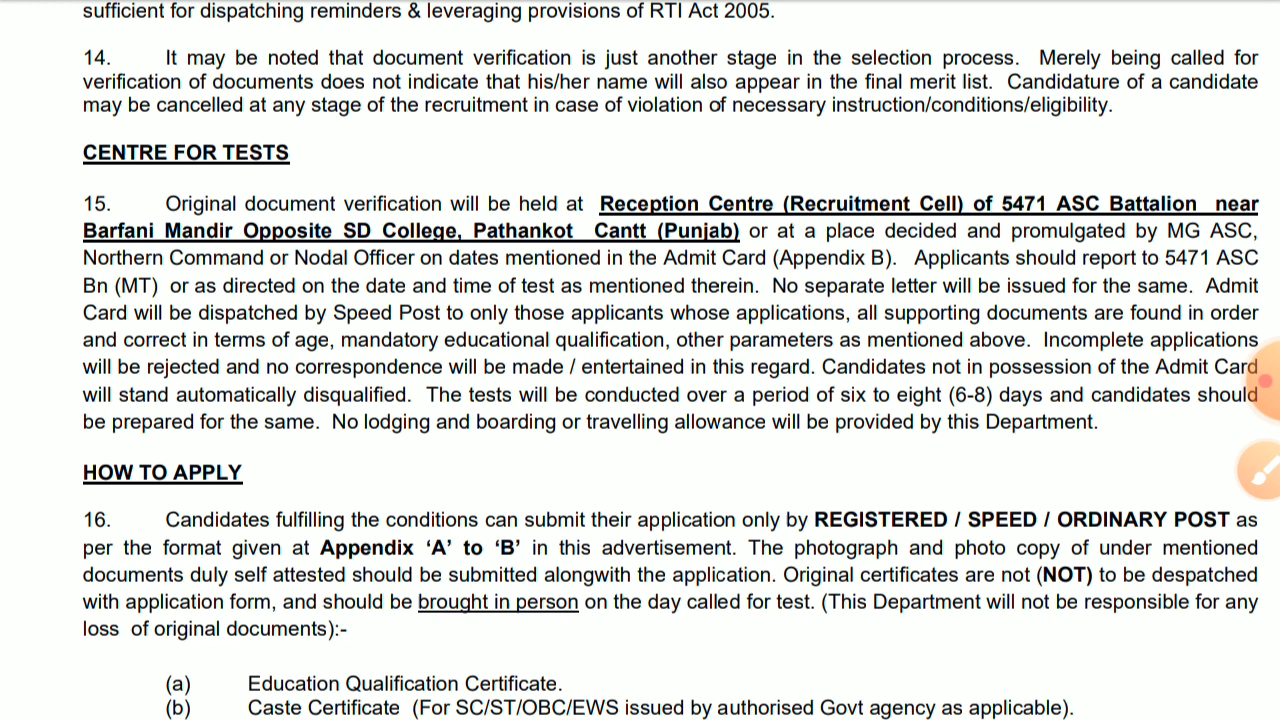 sufficient for dispatching reminders & leveraging provisions of RTI Act 2005.
14. It may be noted that document verification is just another stage in the selection process. Merely being called for
verification of documents does not indicate that his/her name will also appear in the final merit list. Candidature of a candidate
may be cancelled at any stage of the recruitment in case of violation of necessary instruction/conditions/eligibility.
CENTRE FOR TESTS
15. Original document verification will be held at Reception Centre (Recruitment Cell) of 5471 ASC Battalion near
Barfani Mandir Opposite SD College, Pathankot Cantt (Punjab) or at a place decided and promulgated by MG ASC,
Northern Command or Nodal Officer on dates mentioned in the Admit Card (Appendix B). Applicants should report to 5471 ASC
Bn (MT) or as directed on the date and time of test as mentioned therein. No separate letter will be issued for the same. Admit
Card will be dispatched by Speed Post to only those applicants whose applications, all supporting documents are found in order
and correct in terms of age, mandatory educational qualification, other parameters as mentioned above. Incomplete applications
will be rejected and no correspondence will be made / entertained in this regard. Candidates not in possession of the Admit Card
will stand automatically disqualified. The tests will be conducted over a period of six to eight (6-8) days and candidates should
be prepared for the same. No lodging and boarding or travelling allowance will be provided by this Department.
HOW TO APPLY
16. Candidates fulfilling the conditions can submit their application only by REGISTERED / SPEED / ORDINARY POST as
per the format given at Appendix ‘A’ to ‘B’ in this advertisement. The photograph and photo copy of under mentioned
documents duly self attested should be submitted alongwith the application. Original certificates are not (NOT) to be despatched
with application form, and should be brought in person on the day called for test. (This Department will not be responsible for any
loss of original documents):-
(a) Education Qualification Certificate.
(b) Caste Certificate (For SC/ST/OBC/EWS issued by authorised Govt agency as applicable).